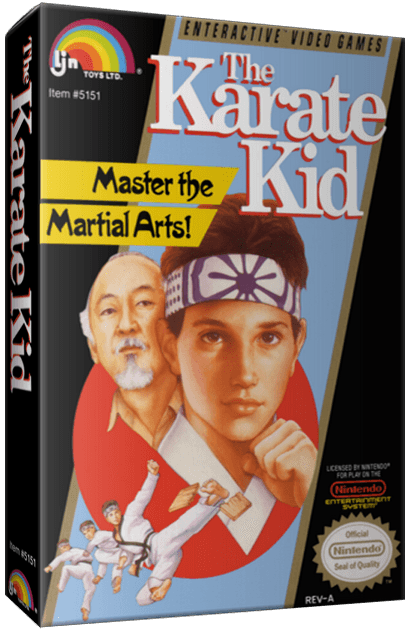 The Karate Kid
Item #5151
LJN
TOYS LTD.
®
Item #5151
ENTERACTIVE VIDEO GAMES
The
Karate
Kid
Master the
Martial Arts!
LICENSED BY NINTENDO®
FOR PLAY ON THE
Nintendo
ENTERTAINMENT
SYSTEM®
Official
Nintendo
Seal of Quality
TM
REV-A